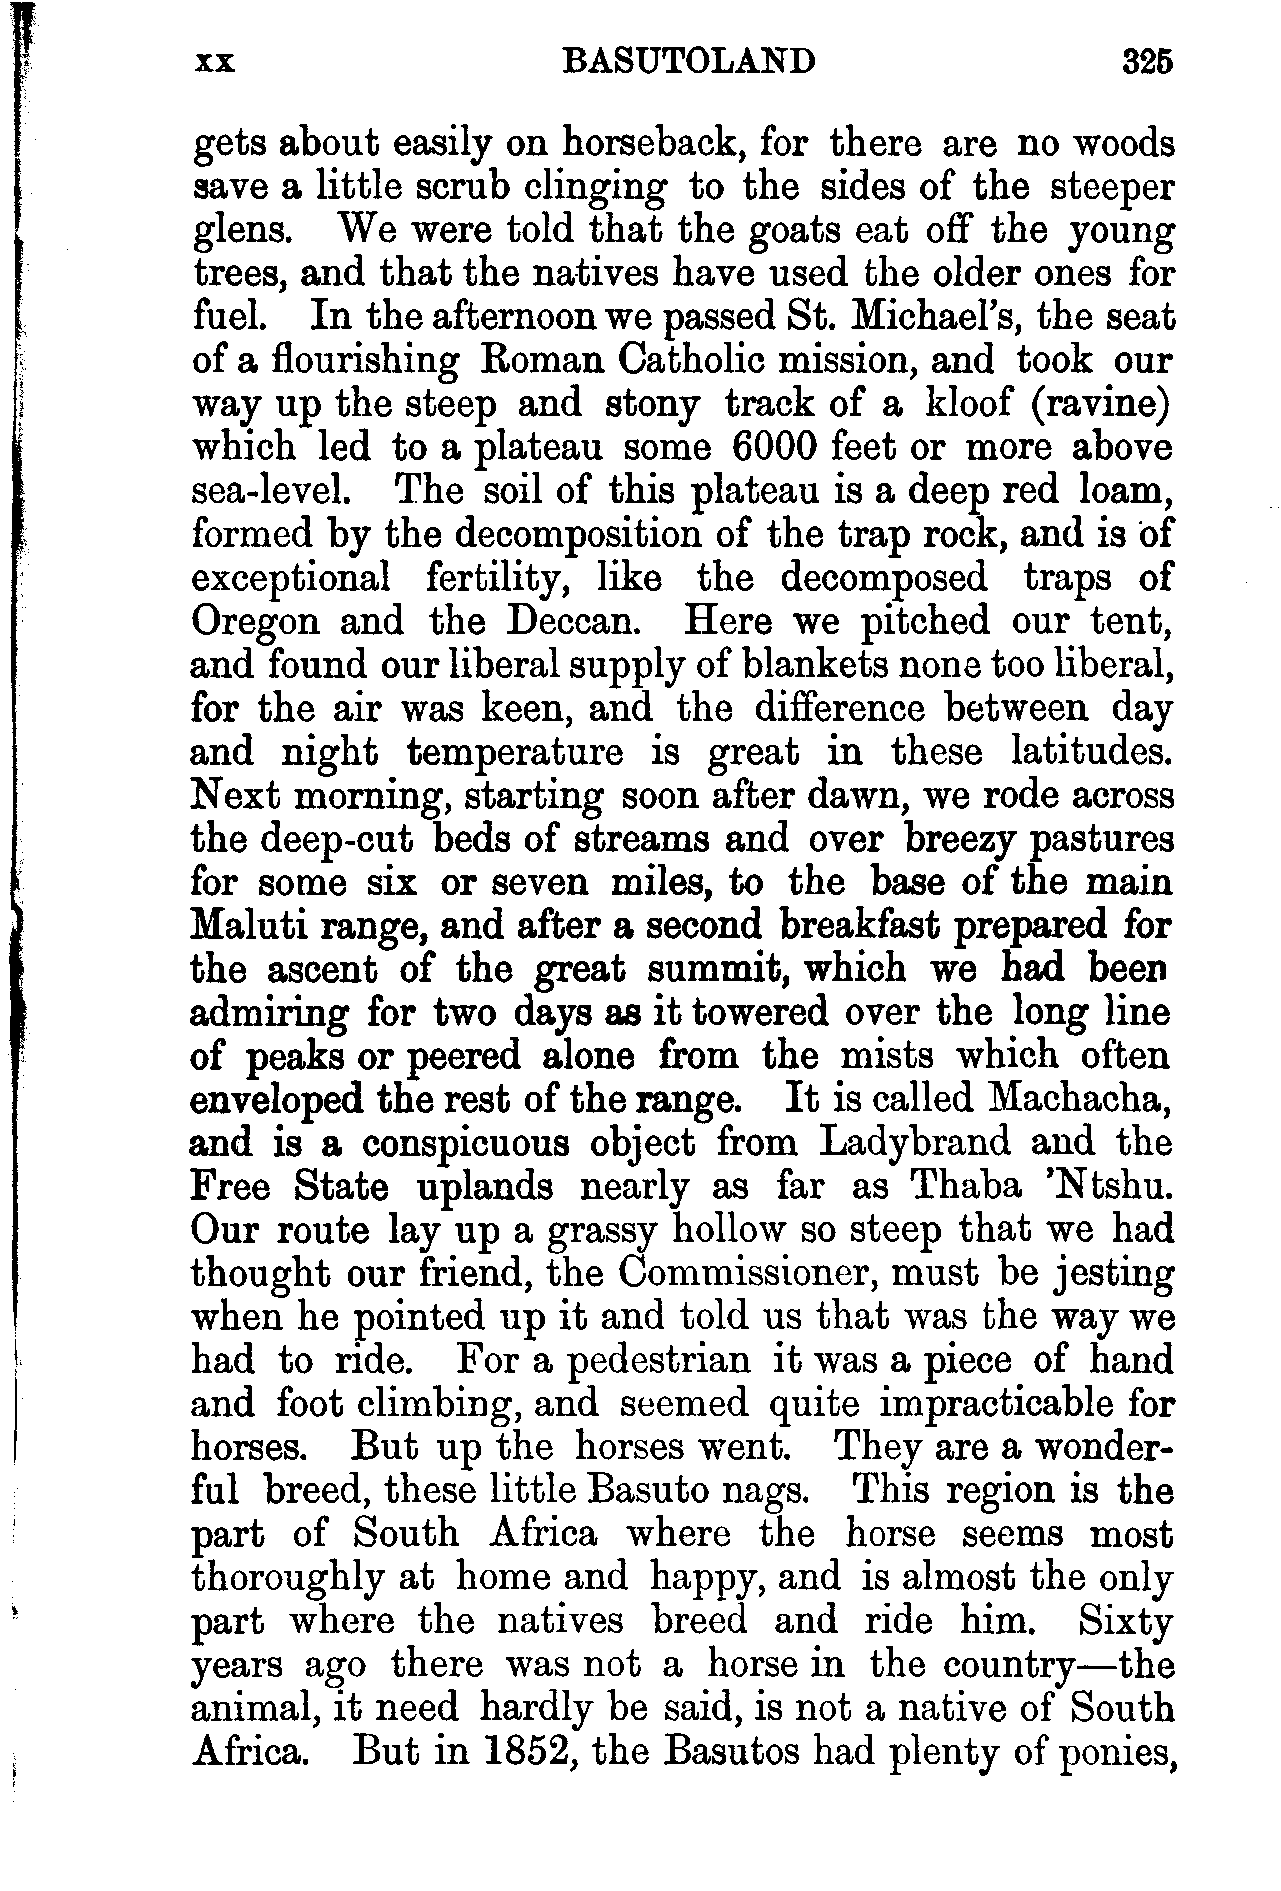 xx BASUTOLAND 325
gets about easily on horseback, for there are no woods
save a little scrub clinging to the sides of the steeper
glens. We were told that the goats eat off the young
trees, and that the natives have used the older ones for
fuel. In the afternoon we passed St. Michael's, the seat
of a flourishing Roman Catholic mission, and took our
way up the steep and stony track of a kloof (ravine)
which led to a plateau some 6000 feet or more above
sea-level. The soil of this plateau is a deep red loam,
formed by the decomposition of the trap rock, and is of
exceptional fertility, like the decomposed traps of
Oregon and the Deccan. Here we pitched our tent,
and found our liberal supply of blankets none too liberal,
for the air was keen, and the difference between day
and night temperature is great in these latitudes.
Next morning, starting soon after dawn, we rode across
the deep-cut beds of streams and over breezy pastures
for some six or seven miles, to the base of the main
Maluti range, and after a second breakfast prepared for
the ascent of the great summit, which we had been
admiring for two days as it towered over the long line
of peaks or peered alone from the mists which often
enveloped the rest of the range. It is called Machacha,
and is a conspicuous object from Ladybrand and the
Free State uplands nearly as far as Thaba 'Ntshu.
Our route lay up a grassy hollow so steep that we had
thought our friend, the Commissioner, must be jesting
when he pointed up it and told us that was the way we
had to ride. For a pedestrian it was a piece of hand
and foot climbing, and seemed quite impracticable for
horses. But up the horses went. They are a wonder-
ful breed, these little Basuto nags. This region is the
part of South Africa where the horse seems most
thoroughly at home and happy, and is almost the only
part where the natives breed and ride him. Sixty
years ago there was not a horse in the country—the
animal, it need hardly be said, is not a native of South
Africa. But in 1852, the Basutos had plenty of ponies,